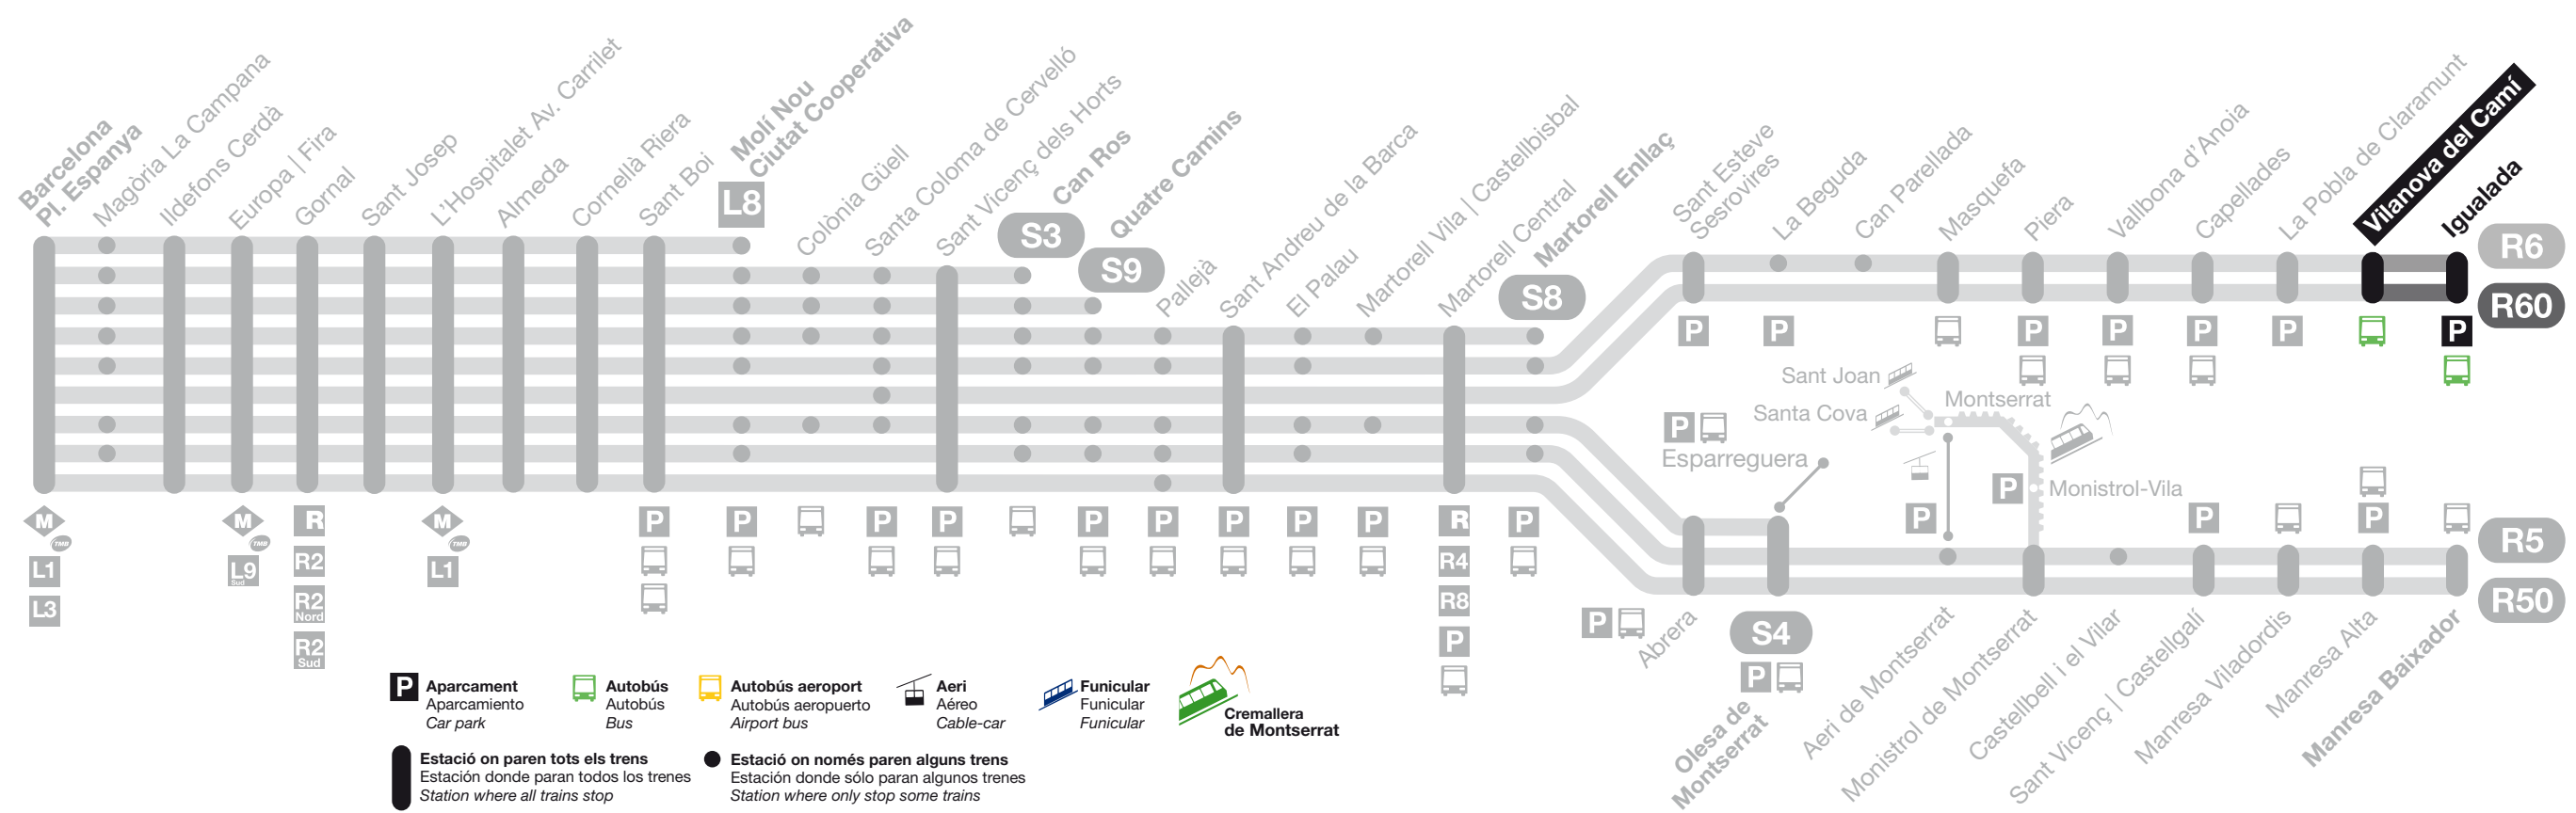 Barcelona
Pl. Espanya
Magòria La Campana
Ildefons Cerdà
Europa | Fira
Gornal
Sant Josep
L'Hospitalet Av. Carrilet
Almeda
Cornellà Riera
Sant Boi
Molí Nou
Ciutat Cooperativa
L8
Colònia Güell
Santa Coloma de Cervelló
Sant Vicenç dels Horts
Can Ros
S3
Quatre Camins
S9
Pallejà
Sant Andreu de la Barca
El Palau
Martorell Vila | Castellbisbal
Martorell Central
Martorell Enllaç
S8
Sant Esteve
Sesrovires
La Beguda
Can Parellada
Masquefa
Piera
Vallbona d'Anoia
Capellades
La Pobla de Claramunt
Vilanova del Camí
Igualada
R6
R60
P
P
P
P
P
P
P
P
Sant Joan
Santa Cova
Montserrat
P
Esparreguera
P
Monistrol-Vila
P
P
P
M
TMB
L1
L3
M
TMB
L9
Sud
R
R2
R2
Nord
R2
Sud
M
TMB
L1
P
P
P
P
P
P
P
P
P
R
R4
R8
P
P
R5
R50
P
Abrera
S4
P
Olesa de
Montserrat
Aeri de Montserrat
Monistrol de Montserrat
Castellbell i el Vilar
Sant Vicenç | Castellgalí
Manresa Viladordis
Manresa Alta
Manresa Baixador
P
Aparcament
Aparcamiento
Car park
Autobús
Autobús
Bus
Autobús aeroport
Autobús aeropuerto
Airport bus
Aeri
Aéreo
Cable-car
Funicular
Funicular
Funicular
Cremallera
de Montserrat
Estació on paren tots els trens
Estación donde paran todos los trenes
Station where all trains stop
Estació on només paren alguns trens
Estación donde sólo paran algunos trenes
Station where only stop some trains